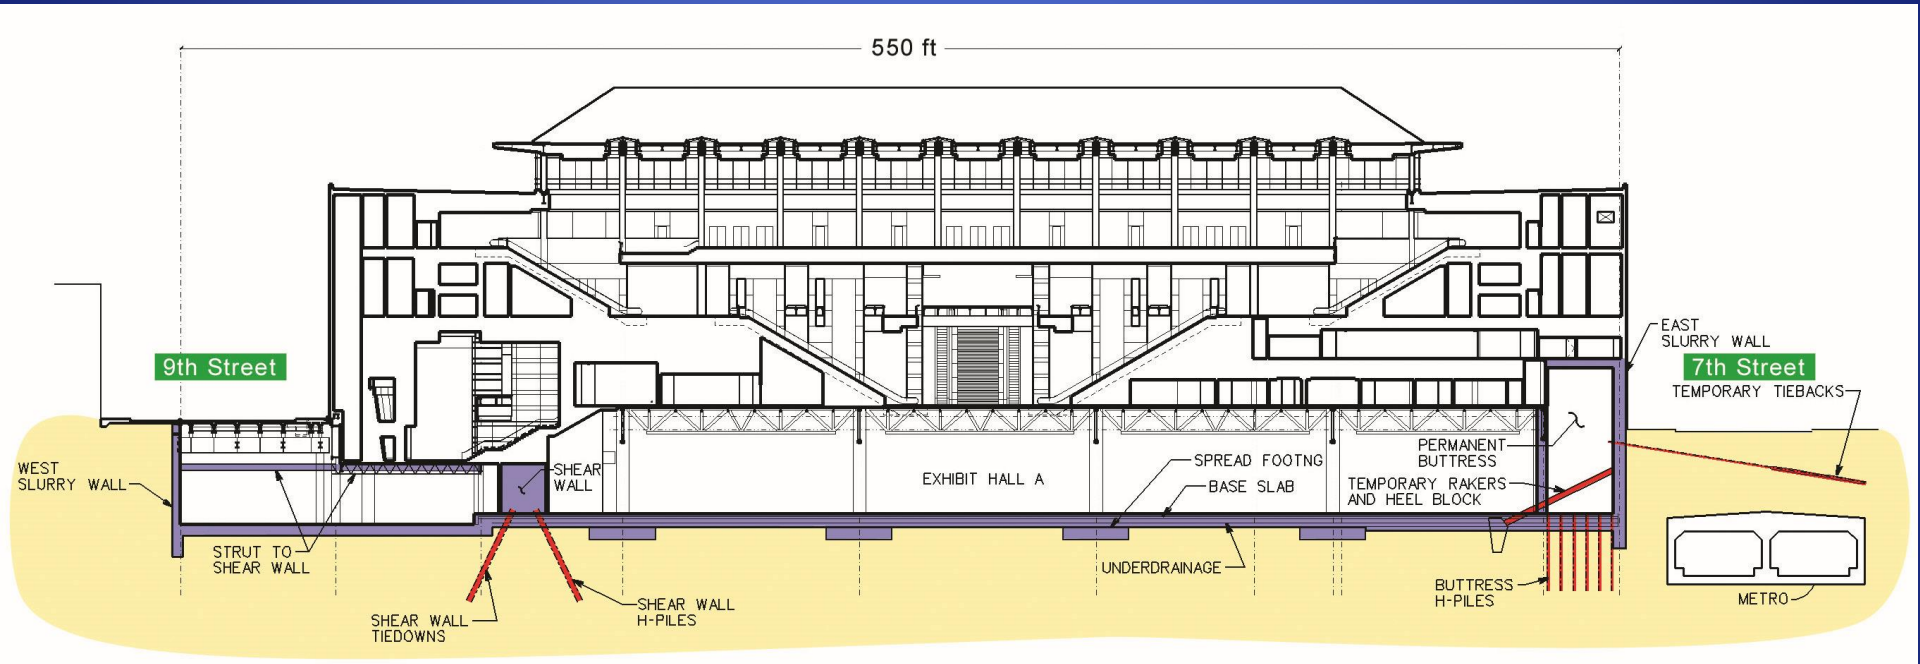 550 ft
9th Street
EAST
SLURRY WALL
7th Street
TEMPORARY TIEBACKS
WEST
SLURRY WALL
SHEAR
WALL
EXHIBIT HALL A
SPREAD FOOTNG
BASE SLAB
PERMANENT
BUTTRESS
TEMPORARY RAKERS
AND HEEL BLOCK
STRUT TO
SHEAR WALL
UNDERDRAINAGE
SHEAR WALL
TIEDOWNS
SHEAR WALL
H-PILES
BUTTRESS
H-PILES
METRO